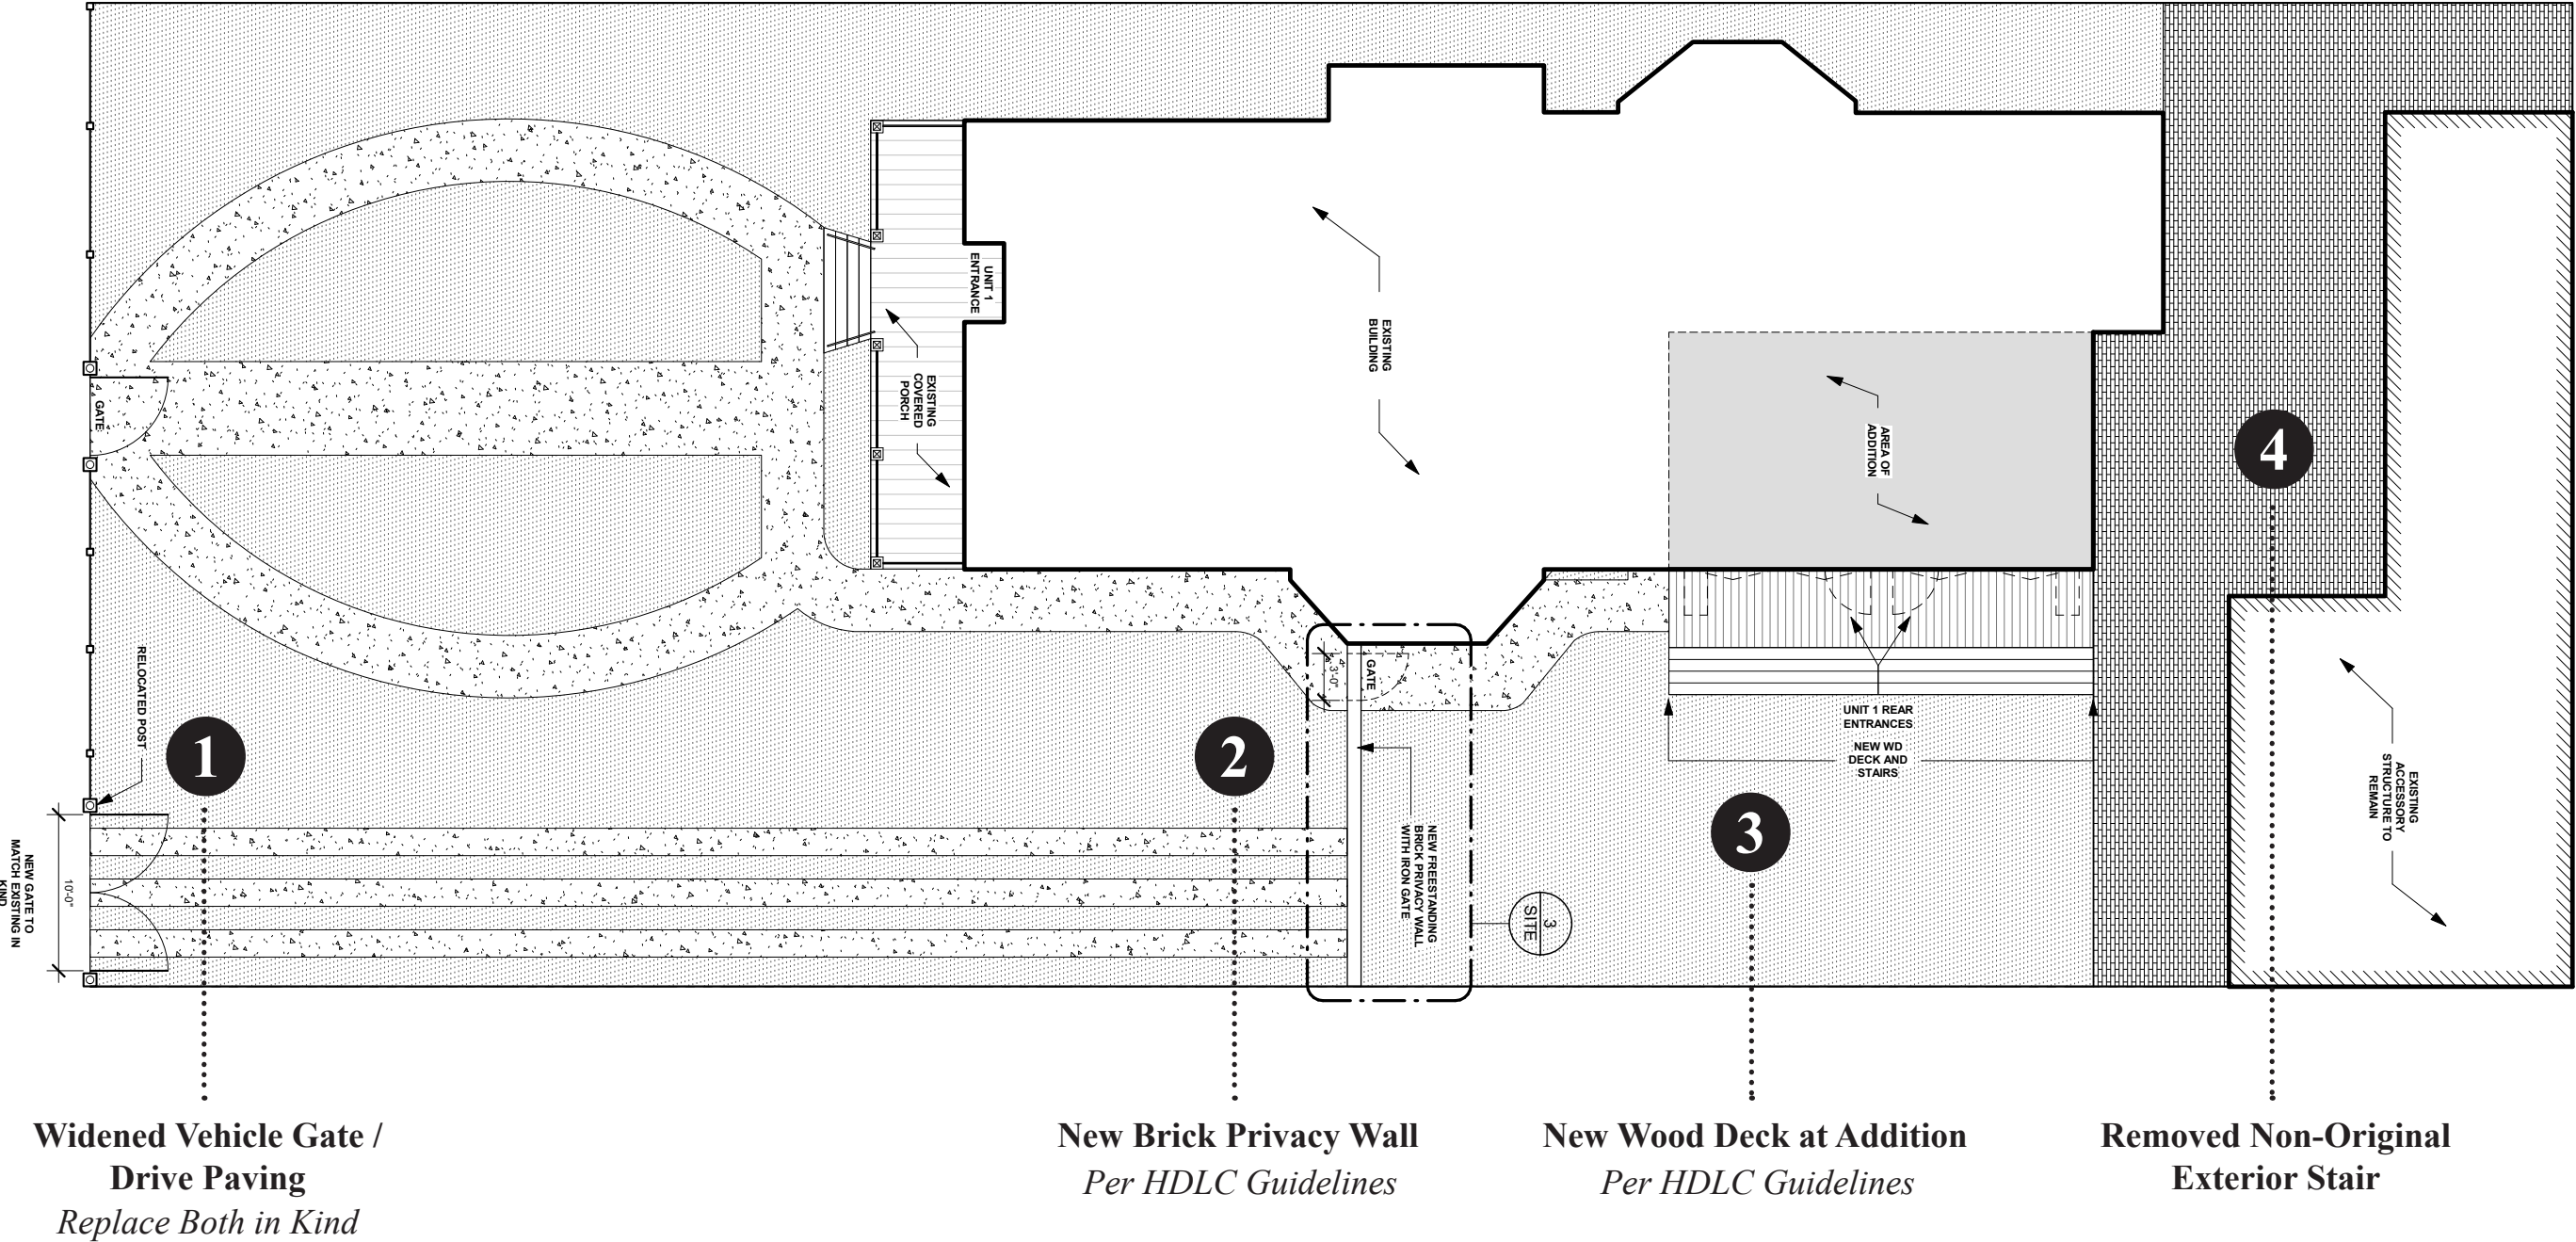 UNIT 1
ENTRANCE
EXISTING
COVERED
PORCH
GATE
EXISTING
BUILDING
AREA OF
ADDITION
4
RELOCATED POST
1
2
GATE
3'-0"
UNIT 1 REAR
ENTRANCES
NEW WD
DECK AND
STAIRS
3
EXISTING
ACCESSORY
STRUCTURE TO
REMAIN
NEW FREESTANDING
BRICK PRIVACY WALL
WITH IRON GATE
3
SITE
10'-0"
NEW GATE TO
MATCH EXISTING IN
KIND
Widened Vehicle Gate /
Drive Paving
Replace Both in Kind
New Brick Privacy Wall
Per HDLC Guidelines
New Wood Deck at Addition
Per HDLC Guidelines
Removed Non-Original
Exterior Stair